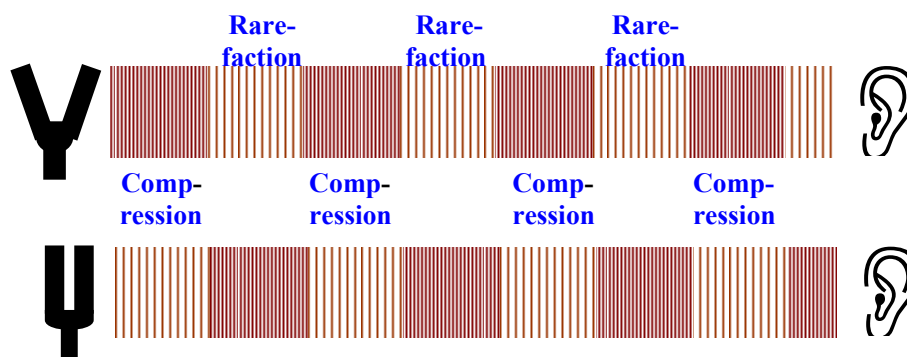 Rare-
faction
Rare-
faction
Rare-
faction
Comp-
ression
Comp-
ression
Comp-
ression
Comp-
ression